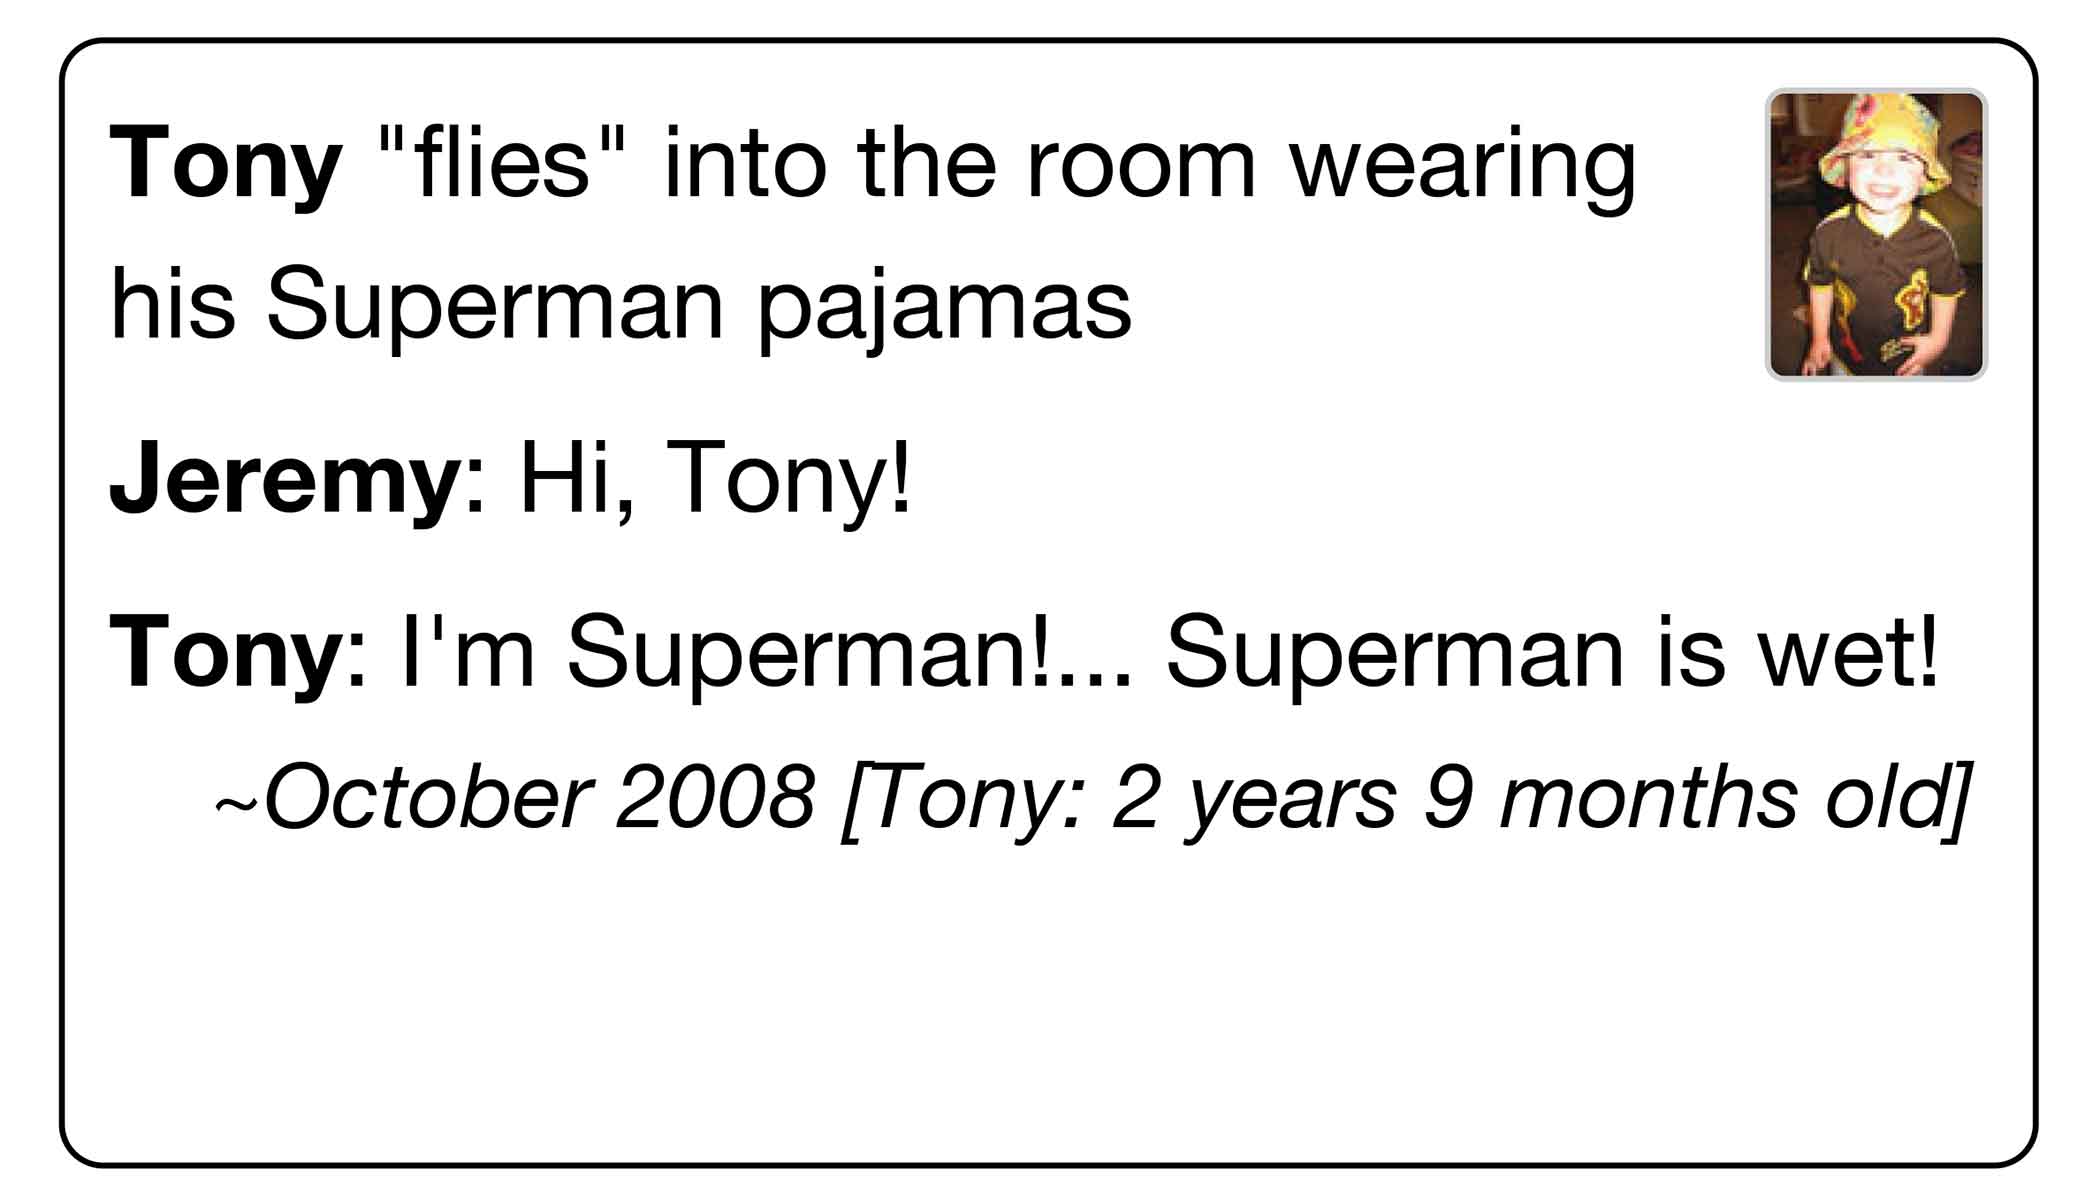 Tony "flies" into the room wearing
his Superman pajamas
Jeremy: Hi, Tony!
Tony: I'm Superman!... Superman is wet!
~October 2008 [Tony: 2 years 9 months old]